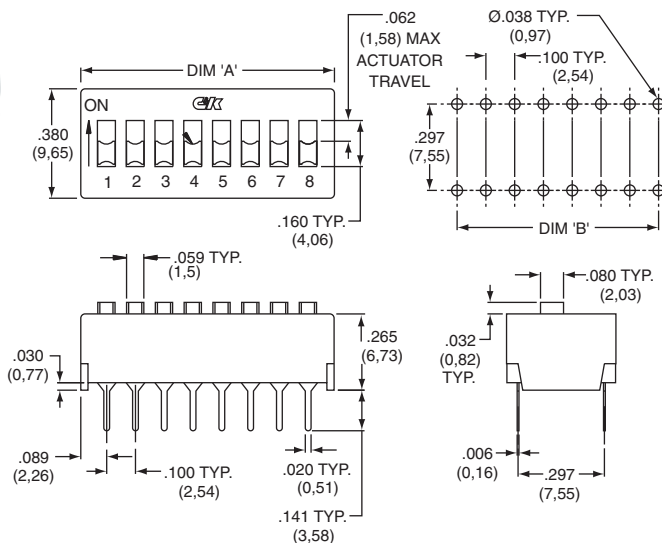 DIM 'A'
.062
(1,58) MAX
ACTUATOR
TRAVEL
Ø.038 TYP.
(0,97)
.100 TYP.
(2,54)
ON
C&K
.380
(9,65)
1 2 3 4 5 6 7 8
.160 TYP.
(4,06)
.297
(7,55)
DIM 'B'
.059 TYP.
(1,5)
.080 TYP.
(2,03)
.030
(0,77)
.265
(6,73)
.032
(0,82)
TYP.
.089
(2,26)
.100 TYP.
(2,54)
.020 TYP.
(0,51)
.141 TYP.
(3,58)
.006
(0,16)
.297
(7,55)